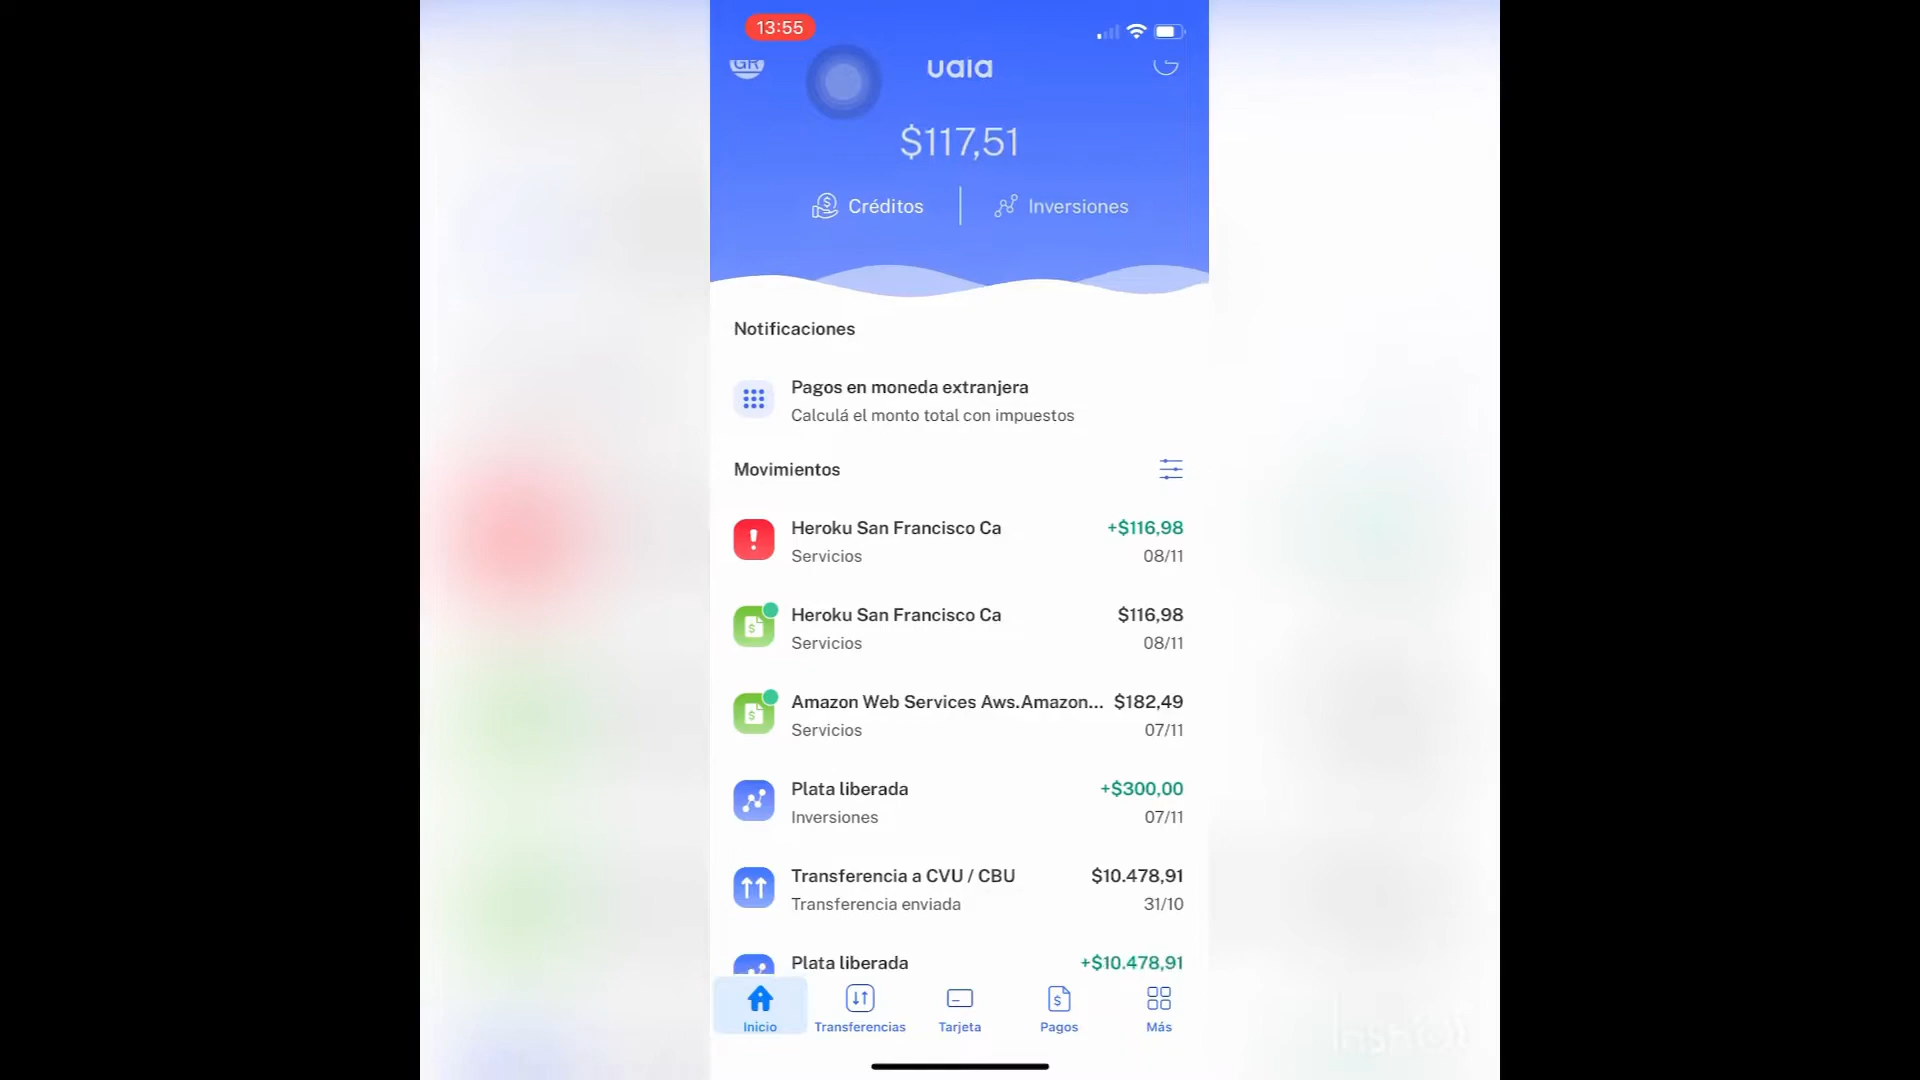 13:55
GR
ualá
$117,51
Créditos
Inversiones
Notificaciones
Pagos en moneda extranjera
Calculá el monto total con impuestos
Movimientos
Heroku San Francisco Ca
+$116,98
Servicios
08/11
Heroku San Francisco Ca
$116,98
Servicios
08/11
Amazon Web Services Aws.Amazon...
$182,49
Servicios
07/11
Plata liberada
+$300,00
Inversiones
07/11
Transferencia a CVU / CBU
$10.478,91
Transferencia enviada
31/10
Plata liberada
+$10.478,91
Inicio
Transferencias
Tarjeta
Pagos
Más